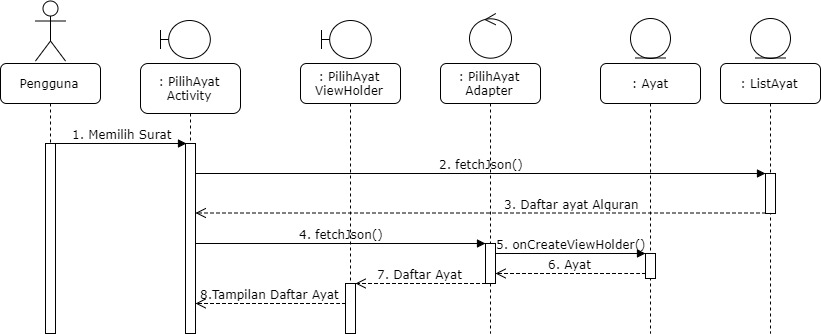 Pengguna
: PilihAyat
Activity
: PilihAyat
ViewHolder
: PilihAyat
Adapter
: Ayat
: ListAyat
1. Memilih Surat
2. fetchJson()
3. Daftar ayat Alquran
4. fetchJson()
5. onCreateViewHolder()
6. Ayat
7. Daftar Ayat
8.Tampilan Daftar Ayat